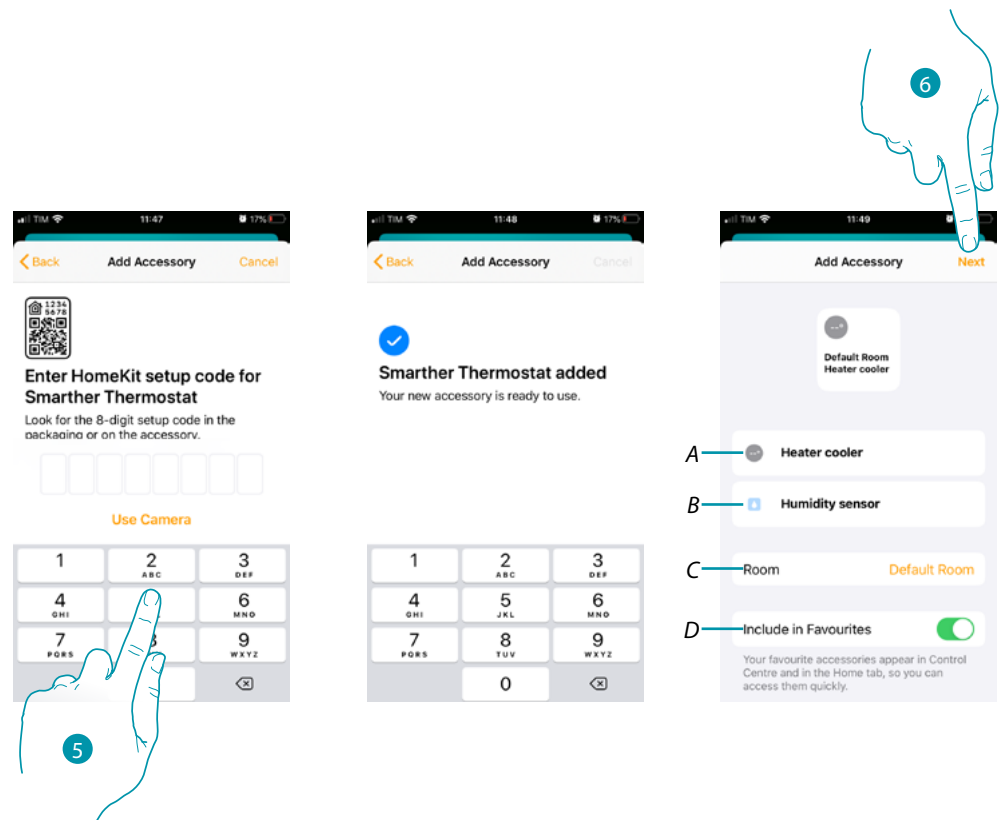 6
TIM 11:47 17%
Back Add Accessory Cancel
1234
5678
Enter HomeKit setup code for
Smarther Thermostat
Look for the 8-digit setup code in the
packaging or on the accessory.
Use Camera
1 2 3
ABC DEF
4 6
GHI MNO
7 8 9
PQRS WXYZ
5
TIM 11:48 17%
Back Add Accessory Cancel
Smarther Thermostat added
Your new accessory is ready to use.
1 2 3
ABC DEF
4 5 6
GHI JKL MNO
7 8 9
PQRS TUV WXYZ
0
TIM 11:49
Add Accessory Next
--°
Default Room
Heater cooler
A --° Heater cooler
B Humidity sensor
C Room Default Room
D Include in Favourites
Your favourite accessories appear in Control
Centre and in the Home tab, so you can
access them quickly.